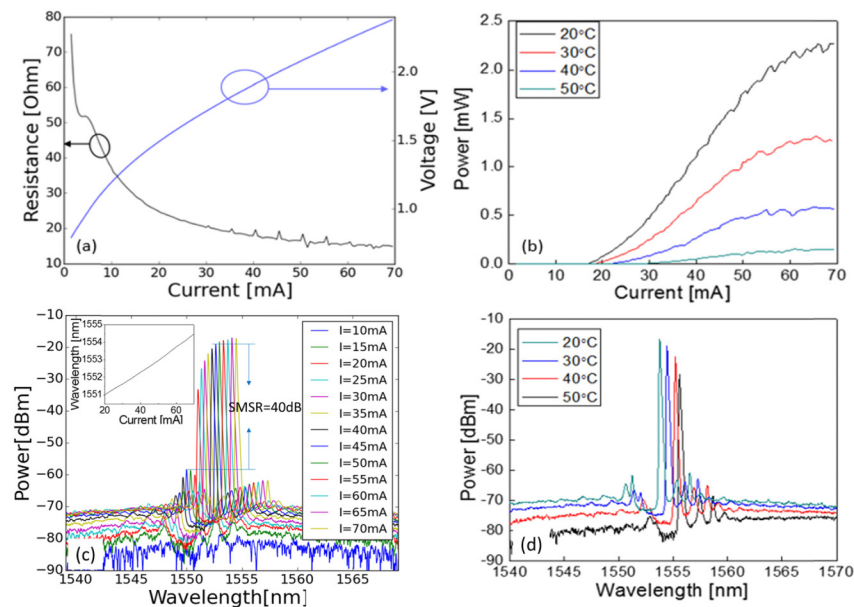 80
70
60
50
40
30
20
10
Resistance [Ohm]
2.0
1.5
1.0
Voltage [V]
(a)
0 10 20 30 40 50 60 70
Current [mA]
20°C
30°C
40°C
50°C
2.5
2.0
1.5
1.0
0.5
0.0
Power [mW]
(b)
0 10 20 30 40 50 60 70
Current [mA]
-10
-20
-30
-40
-50
-60
-70
-80
-90
Power[dBm]
1555
1554
1553
1552
1551
Wavelength [nm]
20 40 60
Current [mA]
SMSR=40dB
I=10mA
I=15mA
I=20mA
I=25mA
I=30mA
I=35mA
I=40mA
I=45mA
I=50mA
I=55mA
I=60mA
I=65mA
I=70mA
(c)
1540 1545 1550 1555 1560 1565
Wavelength[nm]
-10
-20
-30
-40
-50
-60
-70
-80
-90
Power[dBm]
20°C
30°C
40°C
50°C
(d)
1540 1545 1550 1555 1560 1565 1570
Wavelength [nm]